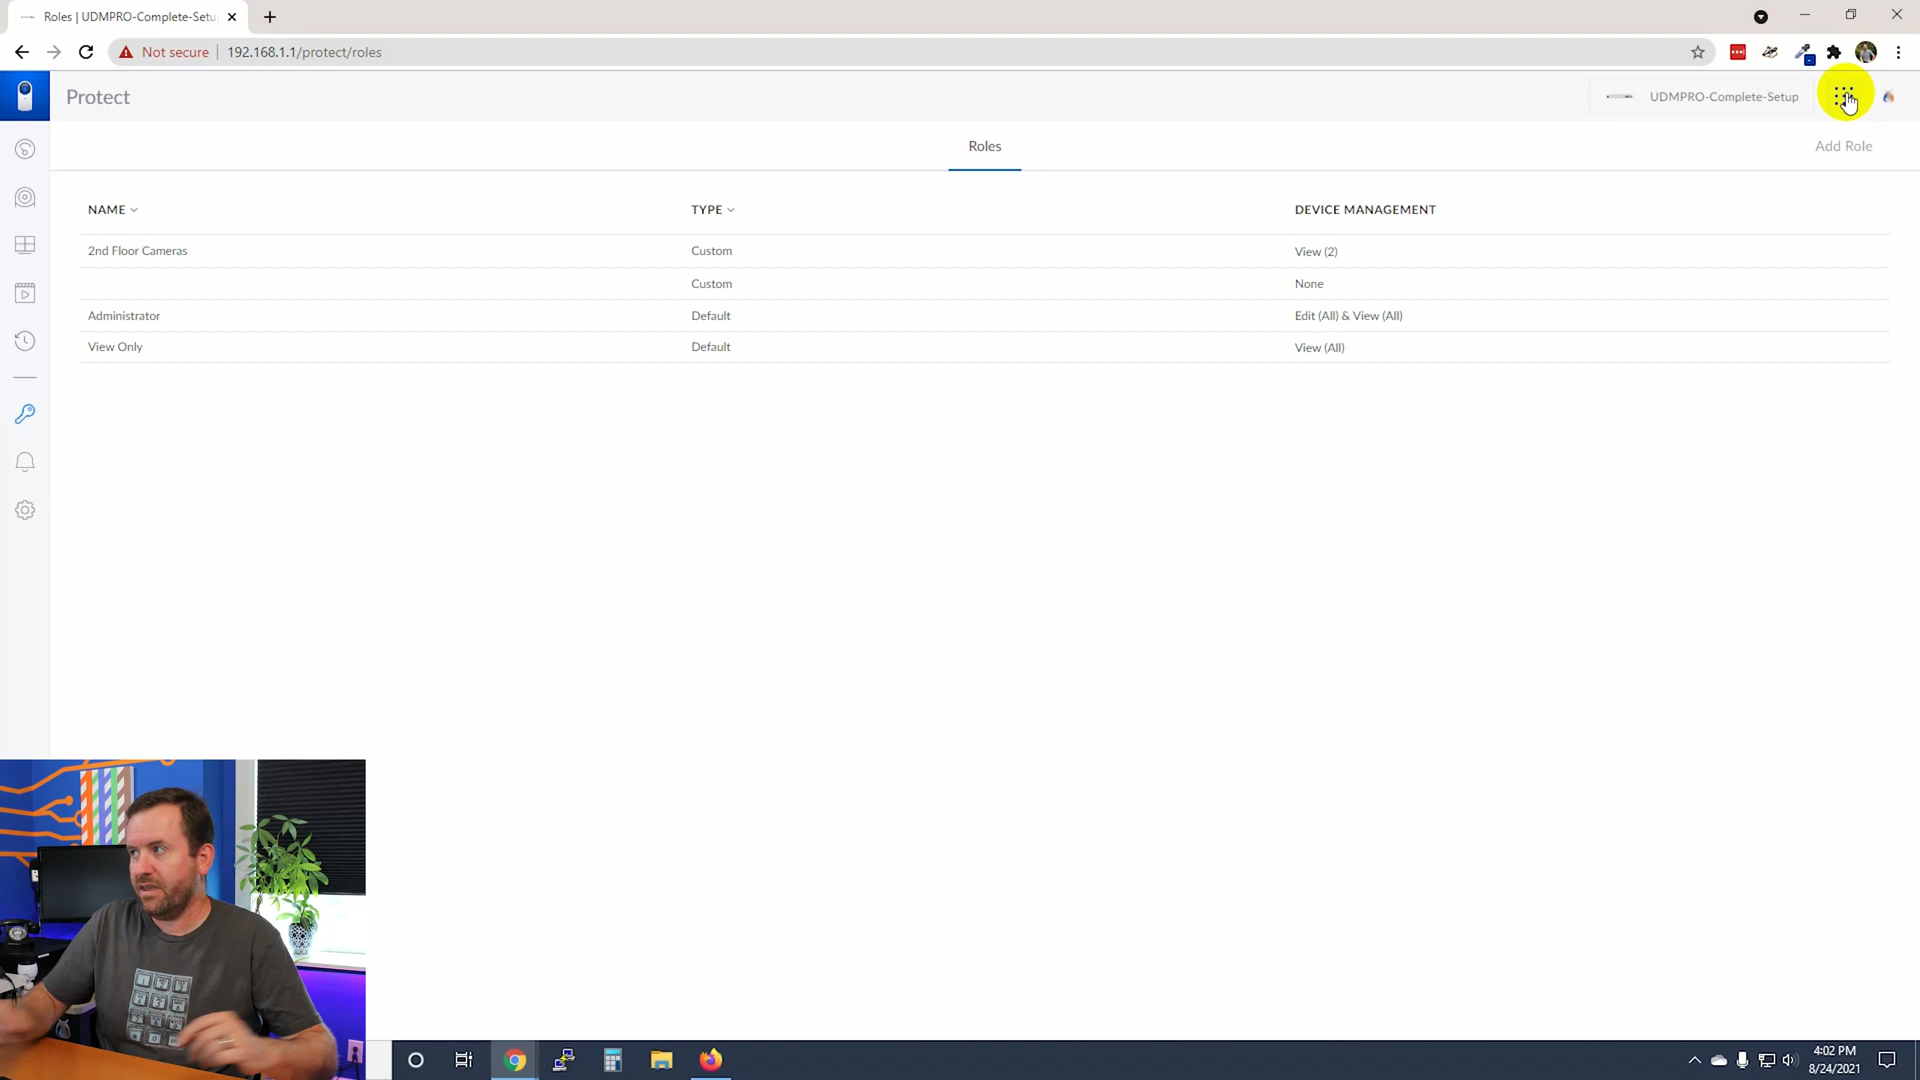 Roles | UDMPRO-Complete-Setu
Not secure
192.168.1.1/protect/roles
Protect
UDMPRO-Complete-Setup
Roles
Add Role
NAME
TYPE
DEVICE MANAGEMENT
2nd Floor Cameras
Custom
View (2)
Custom
None
Administrator
Default
Edit (All) & View (All)
View Only
Default
View (All)
4:02 PM
8/24/2021